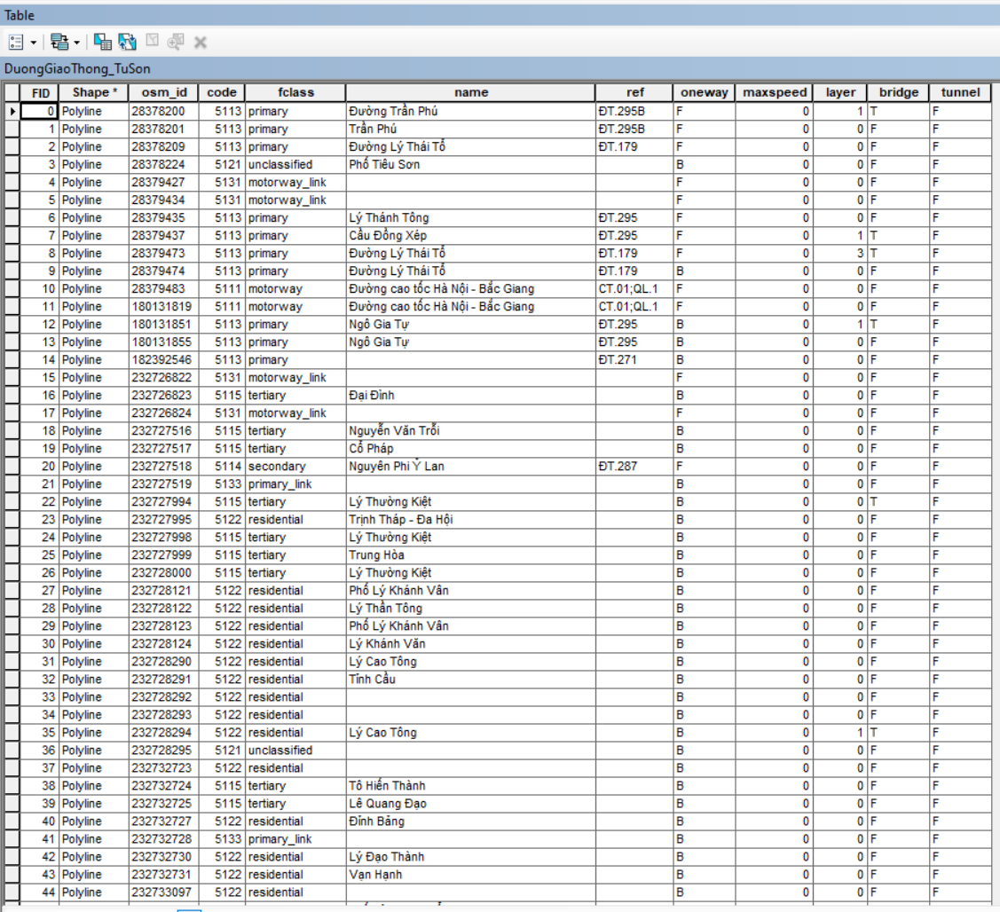 Table
DuongGiaoThong_TuSon
FID Shape * osm_id code fclass name ref oneway maxspeed layer bridge tunnel
0 Polyline 28378200 5113 primary Đường Trần Phú ĐT.295B F 0 1 T F
1 Polyline 28378201 5113 primary Trần Phú ĐT.295B F 0 0 F F
2 Polyline 28378209 5113 primary Đường Lý Thái Tổ ĐT.179 F 0 0 F F
3 Polyline 28378224 5121 unclassified Phố Tiêu Sơn B 0 0 F F
4 Polyline 28379427 5131 motorway_link F 0 0 F F
5 Polyline 28379434 5131 motorway_link F 0 0 F F
6 Polyline 28379435 5113 primary Lý Thánh Tông ĐT.295 F 0 0 F F
7 Polyline 28379437 5113 primary Cầu Đồng Xép ĐT.295 F 0 1 T F
8 Polyline 28379473 5113 primary Đường Lý Thái Tổ ĐT.179 F 0 3 T F
9 Polyline 28379474 5113 primary Đường Lý Thái Tổ ĐT.179 B 0 0 F F
10 Polyline 28379483 5111 motorway Đường cao tốc Hà Nội - Bắc Giang CT.01;QL.1 F 0 0 F F
11 Polyline 180131819 5111 motorway Đường cao tốc Hà Nội - Bắc Giang CT.01;QL.1 F 0 0 F F
12 Polyline 180131851 5113 primary Ngô Gia Tự ĐT.295 B 0 1 T F
13 Polyline 180131855 5113 primary Ngô Gia Tự ĐT.295 B 0 0 F F
14 Polyline 182392546 5113 primary ĐT.271 B 0 0 F F
15 Polyline 232726822 5131 motorway_link F 0 0 F F
16 Polyline 232726823 5115 tertiary Đại Đình B 0 0 F F
17 Polyline 232726824 5131 motorway_link F 0 0 F F
18 Polyline 232727516 5115 tertiary Nguyễn Văn Trỗi B 0 0 F F
19 Polyline 232727517 5115 tertiary Cổ Pháp B 0 0 F F
20 Polyline 232727518 5114 secondary Nguyên Phi Ỷ Lan ĐT.287 F 0 0 F F
21 Polyline 232727519 5133 primary_link B 0 0 F F
22 Polyline 232727994 5115 tertiary Lý Thường Kiệt B 0 0 T F
23 Polyline 232727995 5122 residential Trịnh Tháp - Đa Hội B 0 0 F F
24 Polyline 232727998 5115 tertiary Lý Thường Kiệt B 0 0 F F
25 Polyline 232727999 5115 tertiary Trung Hòa B 0 0 F F
26 Polyline 232728000 5115 tertiary Lý Thường Kiệt B 0 0 F F
27 Polyline 232728121 5122 residential Phố Lý Khánh Vân B 0 0 F F
28 Polyline 232728122 5122 residential Lý Thần Tông B 0 0 F F
29 Polyline 232728123 5122 residential Phố Lý Khánh Vân B 0 0 F F
30 Polyline 232728124 5122 residential Lý Khánh Văn B 0 0 F F
31 Polyline 232728290 5122 residential Lý Cao Tông B 0 0 F F
32 Polyline 232728291 5122 residential Tỉnh Cầu B 0 0 F F
33 Polyline 232728292 5122 residential B 0 0 F F
34 Polyline 232728293 5122 residential B 0 0 F F
35 Polyline 232728294 5122 residential Lý Cao Tông B 0 1 T F
36 Polyline 232728295 5121 unclassified B 0 0 F F
37 Polyline 232732723 5122 residential B 0 0 F F
38 Polyline 232732724 5115 tertiary Tô Hiến Thành B 0 0 F F
39 Polyline 232732725 5115 tertiary Lê Quang Đạo B 0 0 F F
40 Polyline 232732727 5122 residential Đình Bảng B 0 0 F F
41 Polyline 232732728 5133 primary_link B 0 0 F F
42 Polyline 232732730 5122 residential Lý Đạo Thành B 0 0 F F
43 Polyline 232732731 5122 residential Vạn Hạnh B 0 0 F F
44 Polyline 232733097 5122 residential B 0 0 F F